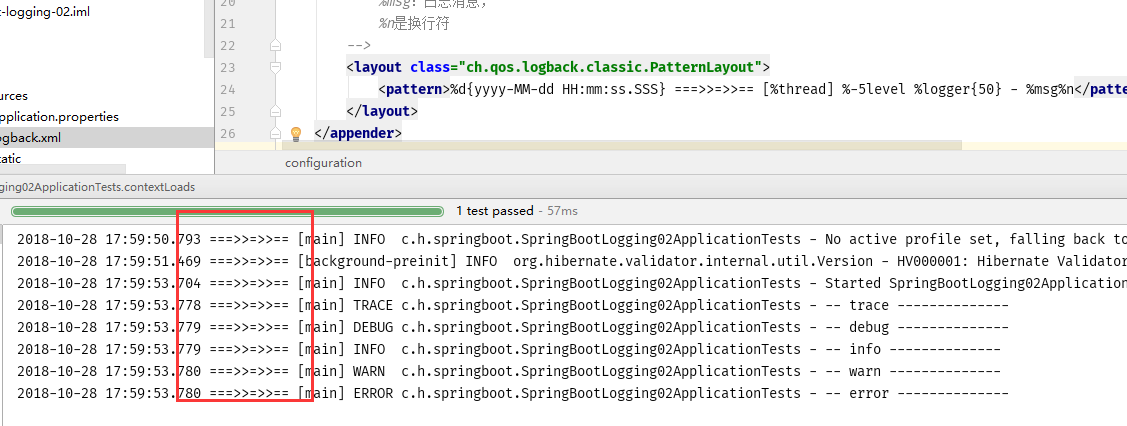 t-logging-02.iml
urces
pplication.properties
ogback.xml
tatic
20 %msg：日志消息，
21 %n是换行符
22 -->
23 <layout class="ch.qos.logback.classic.PatternLayout">
24 <pattern>%d{yyyy-MM-dd HH:mm:ss.SSS} ===>>=>>== [%thread] %-5level %logger{50} - %msg%n</patt
25 </layout>
26 </appender>
configuration
ging02ApplicationTests.contextLoads
1 test passed - 57ms
2018-10-28 17:59:50.793 ===>>=>>== [main] INFO  c.h.springboot.SpringBootLogging02ApplicationTests - No active profile set, falling back to
2018-10-28 17:59:51.469 ===>>=>>== [background-preinit] INFO  org.hibernate.validator.internal.util.Version - HV000001: Hibernate Validator
2018-10-28 17:59:53.704 ===>>=>>== [main] INFO  c.h.springboot.SpringBootLogging02ApplicationTests - Started SpringBootLogging02Application
2018-10-28 17:59:53.778 ===>>=>>== [main] TRACE c.h.springboot.SpringBootLogging02ApplicationTests - -- trace --------------
2018-10-28 17:59:53.779 ===>>=>>== [main] DEBUG c.h.springboot.SpringBootLogging02ApplicationTests - -- debug --------------
2018-10-28 17:59:53.779 ===>>=>>== [main] INFO  c.h.springboot.SpringBootLogging02ApplicationTests - -- info --------------
2018-10-28 17:59:53.780 ===>>=>>== [main] WARN  c.h.springboot.SpringBootLogging02ApplicationTests - -- warn --------------
2018-10-28 17:59:53.780 ===>>=>>== [main] ERROR c.h.springboot.SpringBootLogging02ApplicationTests - -- error --------------